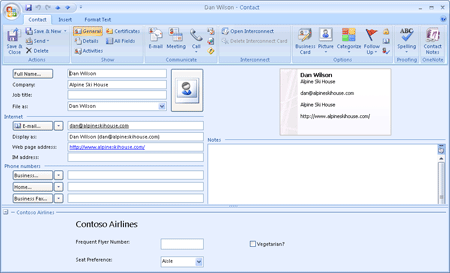 Dan Wilson - Contact
Contact Insert Format Text
Save & Close
Save & New
Send
Delete
Actions
General
Details
Activities
Certificates
All Fields
Show
E-mail
Meeting
Call
Communicate
Open Interconnect
Delete Interconnect Card
Interconnect
Business Card
Picture
Categorize
Follow Up
Options
Spelling
Proofing
Contact Notes
OneNote
Full Name... Dan Wilson
Company: Alpine Ski House
Job title:
File as: Dan Wilson
Internet
E-mail... dan@alpineskihouse.com
Display as: Dan Wilson (dan@alpineskihouse.com)
Web page address: http://www.alpineskihouse.com/
IM address:
Phone numbers
Business...
Home...
Business Fax...
Dan Wilson
Alpine Ski House
dan@alpineskihouse.com
Alpine Ski House
http://www.alpineskihouse.com/
Notes
Contoso Airlines
Contoso Airlines
Frequent Flyer Number:
Vegetarian?
Seat Preference: Aisle